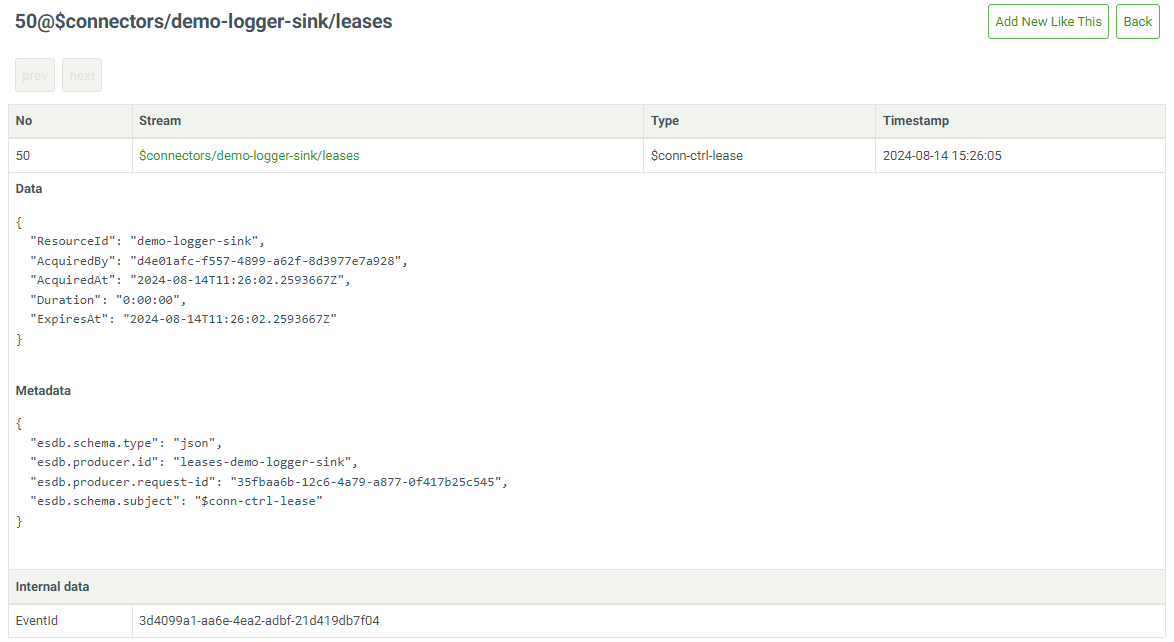 50@$connectors/demo-logger-sink/leases
Add New Like This
Back
prev
next
No Stream Type Timestamp
50 $connectors/demo-logger-sink/leases $conn-ctrl-lease 2024-08-14 15:26:05
Data
{
"ResourceId": "demo-logger-sink",
"AcquiredBy": "d4e01afc-f557-4899-a62f-8d3977e7a928",
"AcquiredAt": "2024-08-14T11:26:02.2593667Z",
"Duration": "0:00:00",
"ExpiresAt": "2024-08-14T11:26:02.2593667Z"
}
Metadata
{
"esdb.schema.type": "json",
"esdb.producer.id": "leases-demo-logger-sink",
"esdb.producer.request-id": "35fbaa6b-12c6-4a79-a877-0f417b25c545",
"esdb.schema.subject": "$conn-ctrl-lease"
}
Internal data
EventId 3d4099a1-aa6e-4ea2-adbf-21d419db7f04